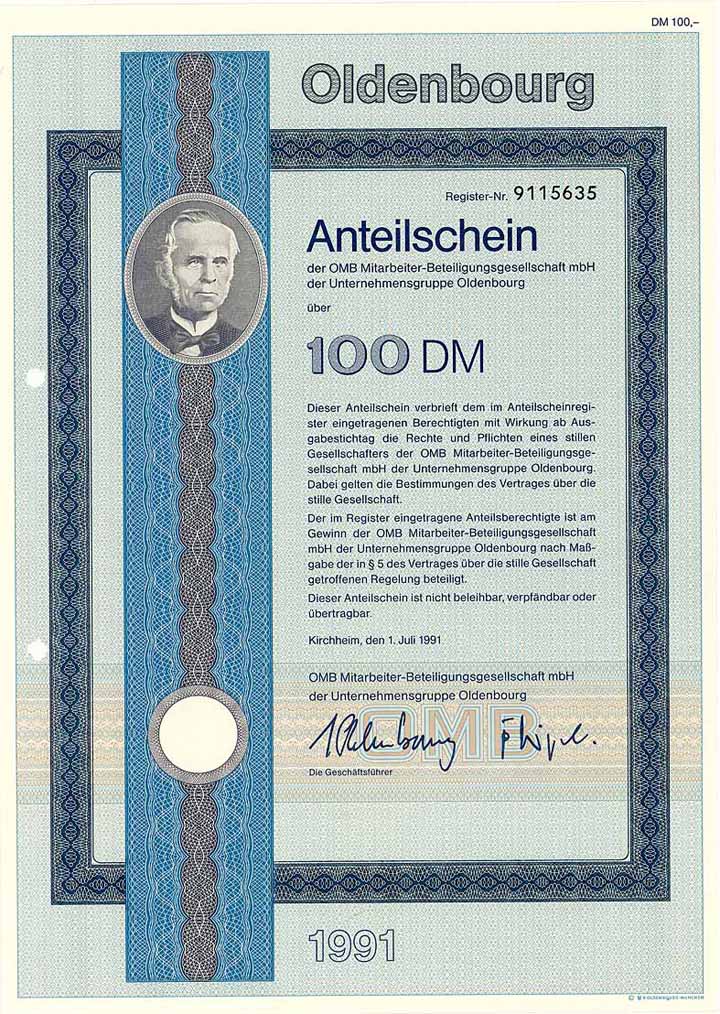 DM 100,–
Oldenbourg
Register-Nr. 9115635
Anteilschein
der OMB Mitarbeiter-Beteiligungsgesellschaft mbH
der Unternehmensgruppe Oldenbourg
über
100 DM
Dieser Anteilschein verbrieft dem im Anteilscheinregi-
ster eingetragenen Berechtigten mit Wirkung ab Aus-
gabestichtag die Rechte und Pflichten eines stillen
Gesellschafters der OMB Mitarbeiter-Beteiligungsge-
sellschaft mbH der Unternehmensgruppe Oldenbourg.
Dabei gelten die Bestimmungen des Vertrages über die
stille Gesellschaft.
Der im Register eingetragene Anteilsberechtigte ist am
Gewinn der OMB Mitarbeiter-Beteiligungsgesellschaft
mbH der Unternehmensgruppe Oldenbourg nach Maß-
gabe der in § 5 des Vertrages über die stille Gesellschaft
getroffenen Regelung beteiligt.
Dieser Anteilschein ist nicht beleihbar, verpfändbar oder
übertragbar.
Kirchheim, den 1. Juli 1991
OMB Mitarbeiter-Beteiligungsgesellschaft mbH
der Unternehmensgruppe Oldenbourg
OMB
Oldenbourg
Die Geschäftsführer
1991